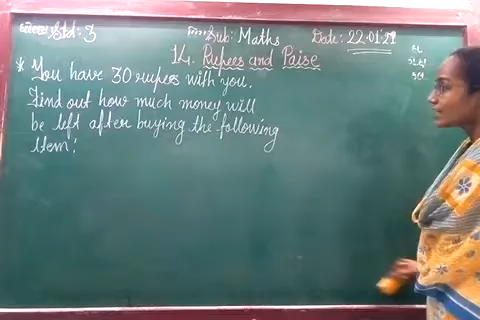 Std: 3
Sub: Maths
Date: 22.01.21
14. Rupees and Paise
* You have 30 rupees with you.
Find out how much money will
be left after buying the following
item: